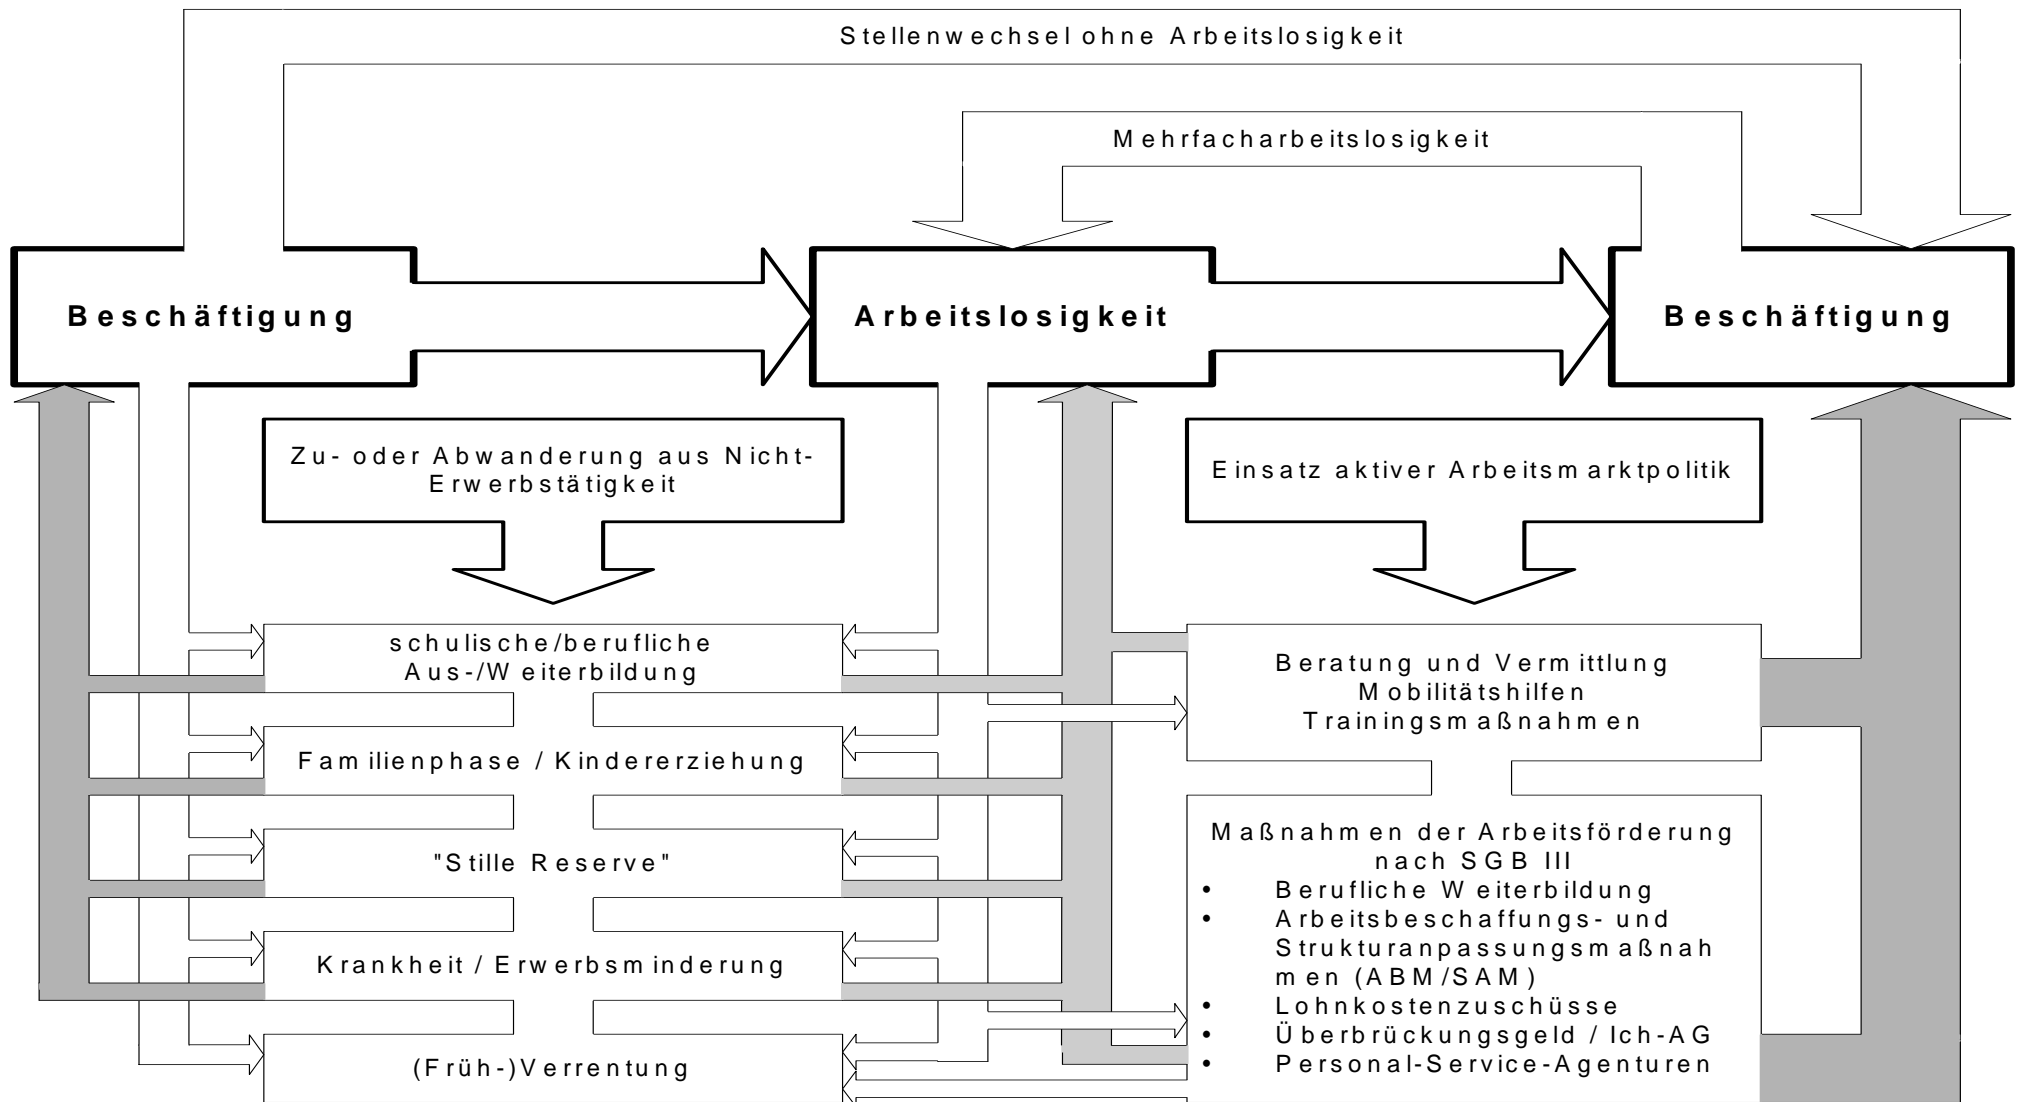 Stellenwechsel ohne Arbeitslosigkeit
Mehrfacharbeitslosigkeit
Beschäftigung
Arbeitslosigkeit
Beschäftigung
Zu- oder Abwanderung aus Nicht-
Erwerbstätigkeit
Einsatz aktiver Arbeitsmarktpolitik
schulische/berufliche
Aus-/Weiterbildung
Familienphase / Kindererziehung
"Stille Reserve"
Krankheit / Erwerbsminderung
(Früh-)Verrentung
Beratung und Vermittlung
Mobilitätshilfen
Trainingsmaßnahmen
Maßnahmen der Arbeitsförderung
nach SGB III
• Berufliche Weiterbildung
• Arbeitsbeschaffungs- und
Strukturanpassungsmaßnah
men (ABM/SAM)
• Lohnkostenzuschüsse
• Überbrückungsgeld / Ich-AG
• Personal-Service-Agenturen